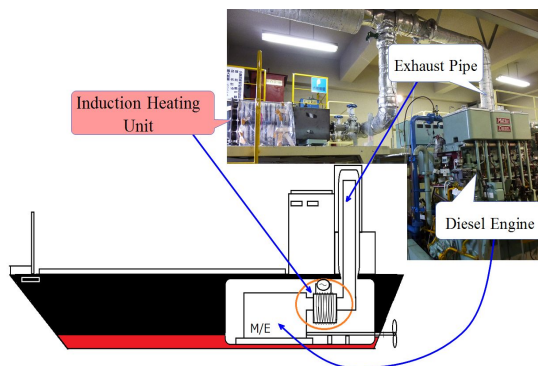 Exhaust Pipe
Induction Heating
Unit
Diesel Engine
M/E